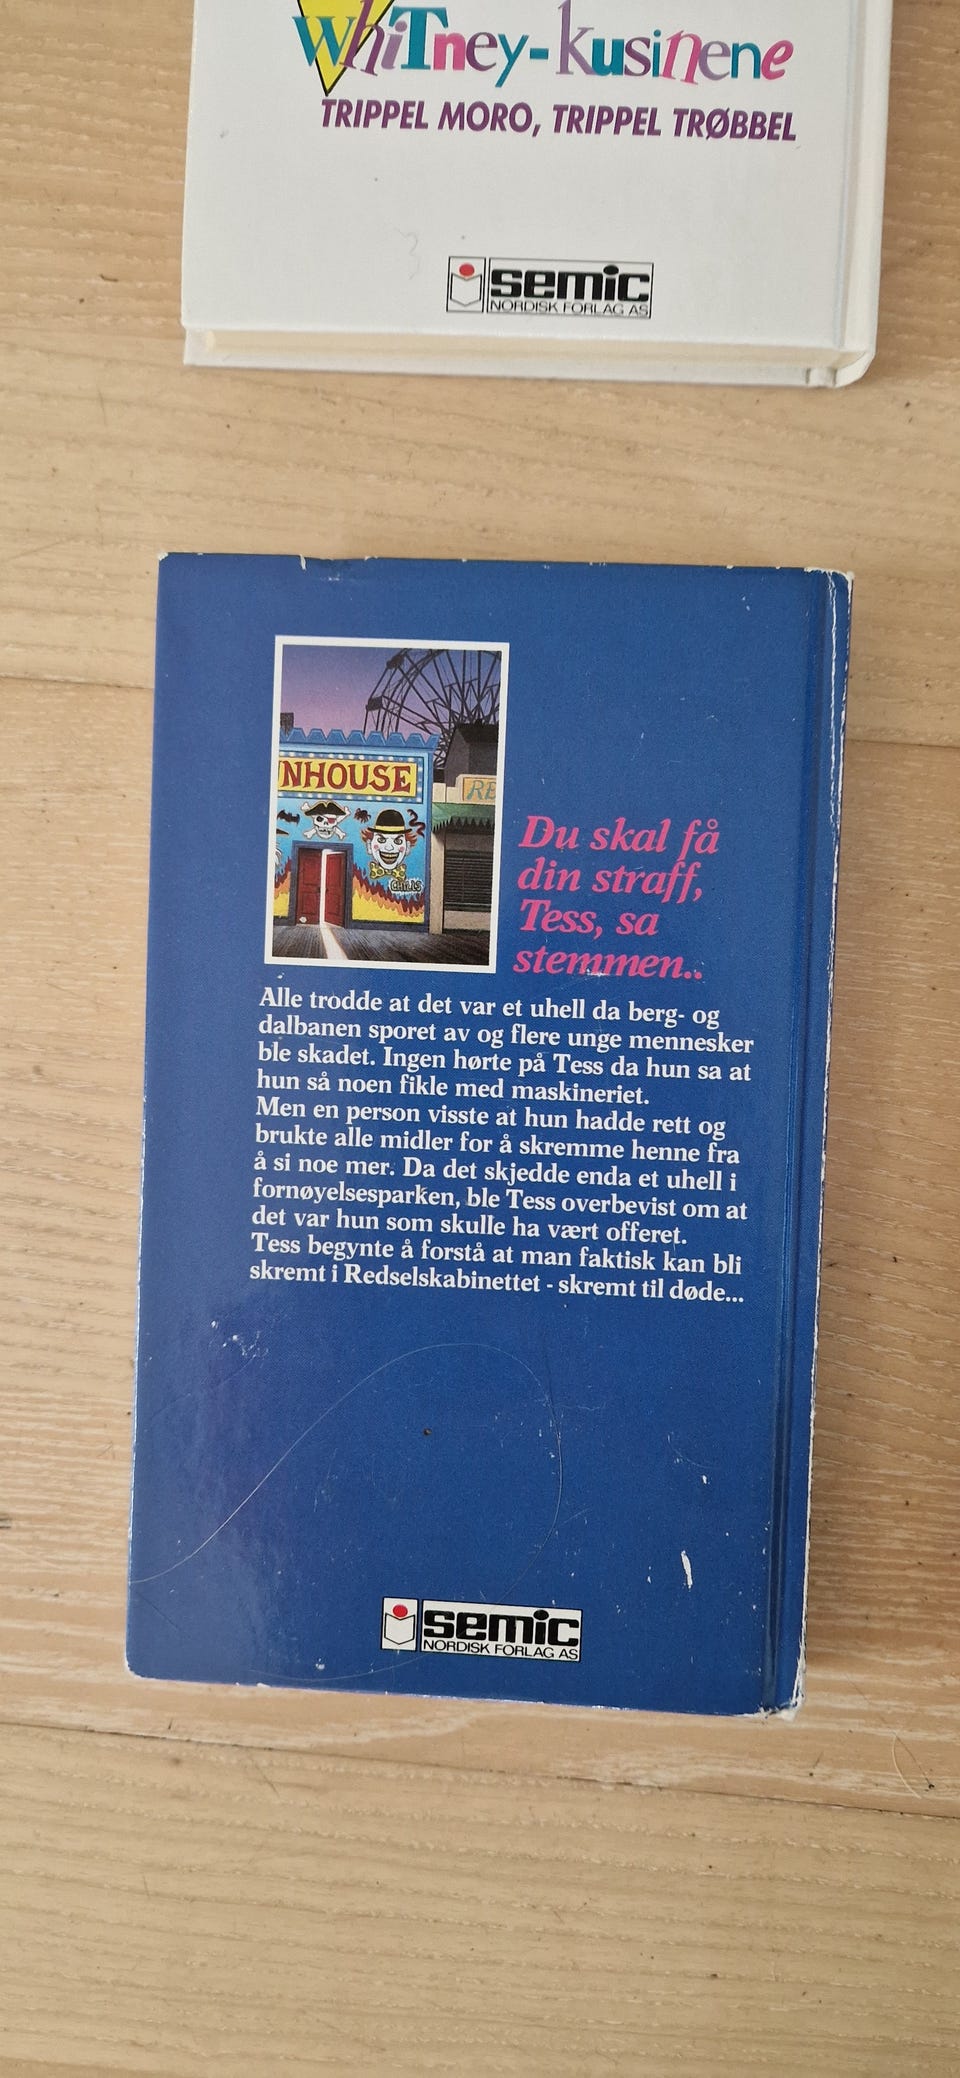 WhiTney-kusinene
TRIPPEL MORO, TRIPPEL TRØBBEL
semic
NORDISK FORLAG AS
NHOUSE
RE
CHILLS
Du skal få
din straff,
Tess, sa
stemmen..
Alle trodde at det var et uhell da berg- og
dalbanen sporet av og flere unge mennesker
ble skadet. Ingen hørte på Tess da hun sa at
hun så noen fikle med maskineriet.
Men en person visste at hun hadde rett og
brukte alle midler for å skremme henne fra
å si noe mer. Da det skjedde enda et uhell i
fornøyelsesparken, ble Tess overbevist om at
det var hun som skulle ha vært offeret.
Tess begynte å forstå at man faktisk kan bli
skremt i Redselskabinettet - skremt til døde...
semic
NORDISK FORLAG AS